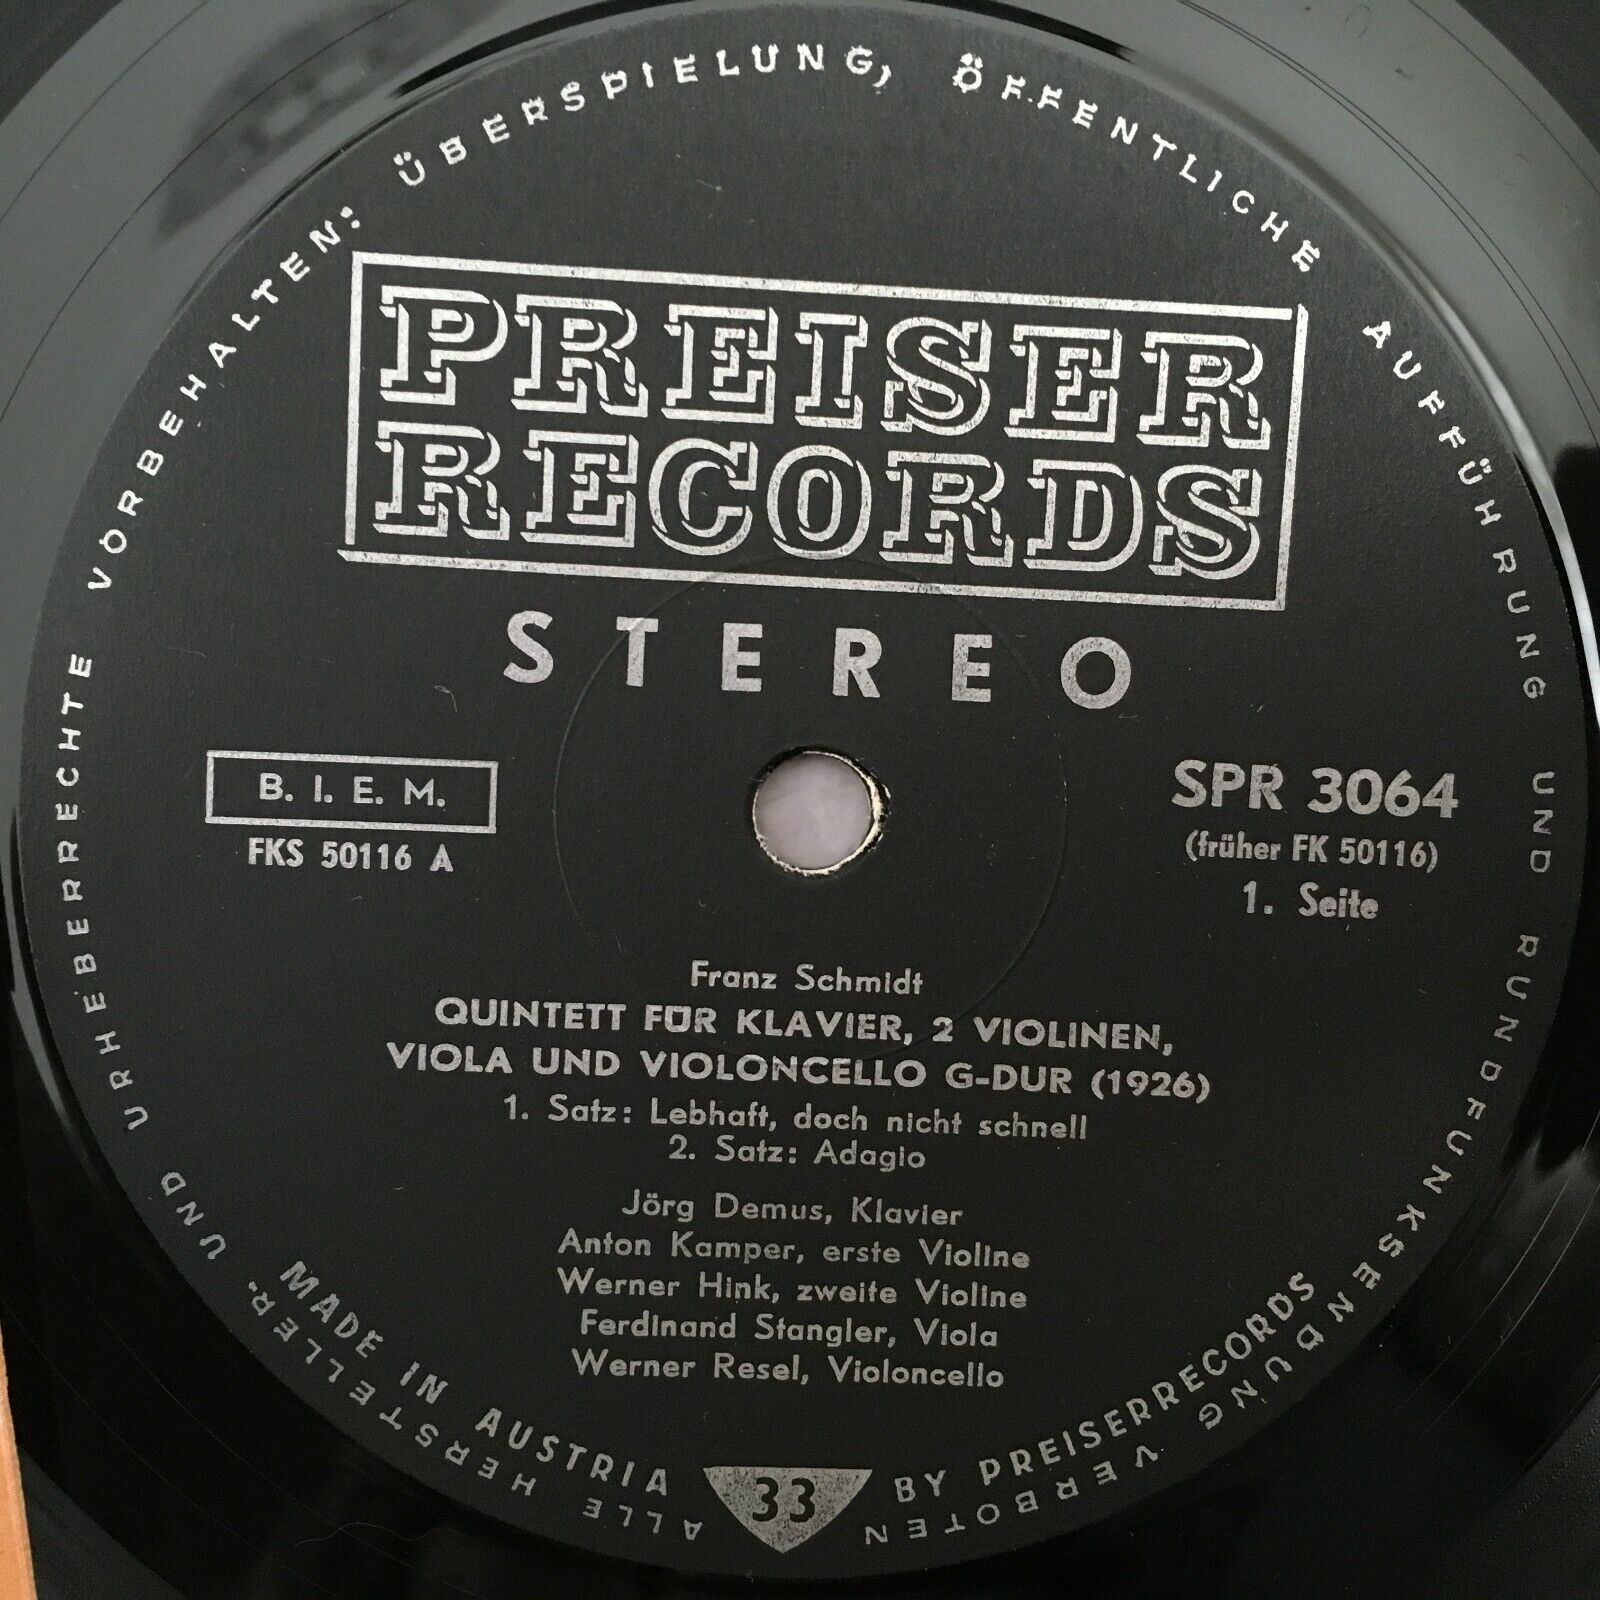 ALLE HERSTELLER- UND URHEBERRECHTE VORBEHALTEN: ÜBERSPIELUNG, ÖFFENTLICHE AUFFÜHRUNG UND RUNDFUNKSENDUNG VERBOTEN
PREISER
RECORDS
STEREO
B. I. E. M.
FKS 50116 A
SPR 3064
(früher FK 50116)
1. Seite
Franz Schmidt
QUINTETT FÜR KLAVIER, 2 VIOLINEN,
VIOLA UND VIOLONCELLO G-DUR (1926)
1. Satz: Lebhaft, doch nicht schnell
2. Satz: Adagio
Jörg Demus, Klavier
Anton Kamper, erste Violine
Werner Hink, zweite Violine
Ferdinand Stangler, Viola
Werner Resel, Violoncello
MADE IN AUSTRIA
33
BY PREISERRECORDS